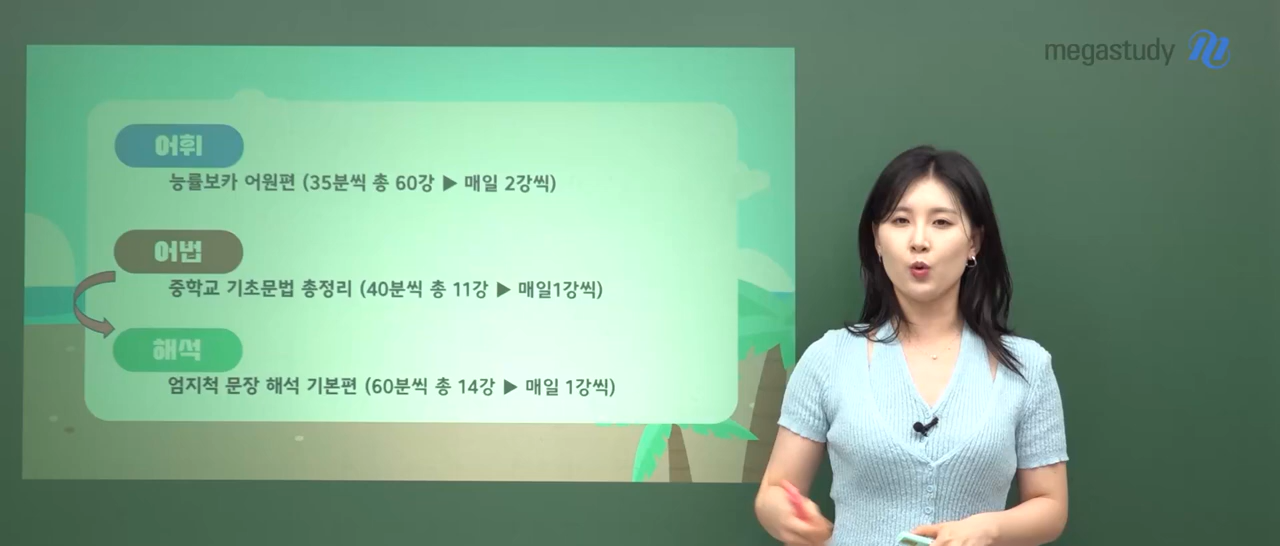 megastudy
어휘
능률보카 어원편 (35분씩 총 60강 ▶ 매일 2강씩)
어법
중학교 기초문법 총정리 (40분씩 총 11강 ▶ 매일1강씩)
해석
엄지척 문장 해석 기본편 (60분씩 총 14강 ▶ 매일 1강씩)